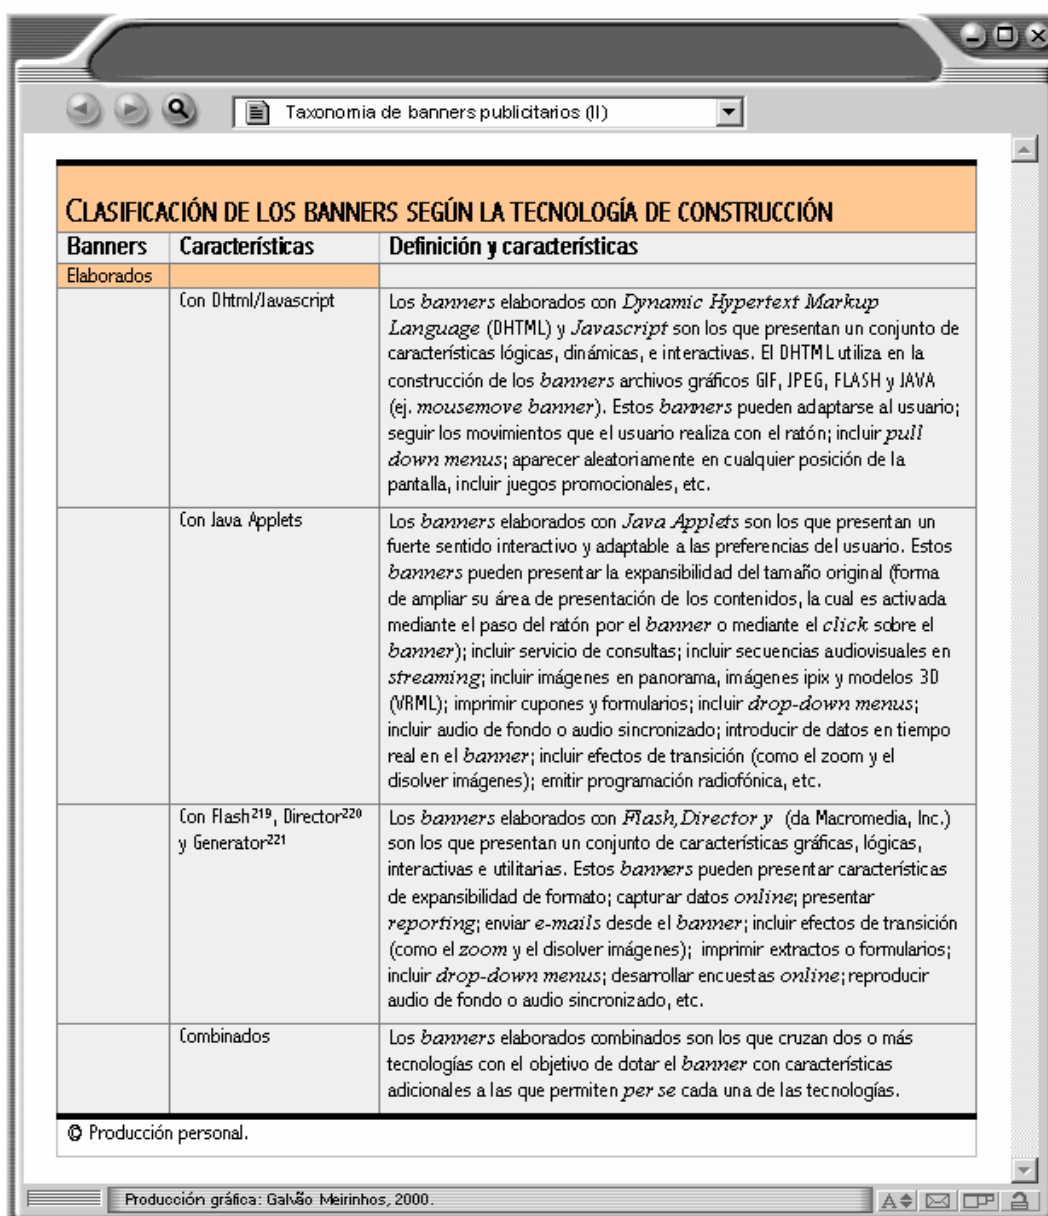 Taxonomia de banners publicitarios (II)
CLASIFICACIÓN DE LOS BANNERS SEGÚN LA TECNOLOGÍA DE CONSTRUCCIÓN
Banners Características Definición y características
Elaborados
Con Dhtml/Javascript
Los banners elaborados con Dynamic Hypertext Markup
Language (DHTML) y Javascript son los que presentan un conjunto de
características lógicas, dinámicas, e interactivas. El DHTML utiliza en la
construcción de los banners archivos gráficos GIF, JPEG, FLASH y JAVA
(ej. mousemove banner). Estos banners pueden adaptarse al usuario;
seguir los movimientos que el usuario realiza con el ratón; incluir pull
down menus; aparecer aleatoriamente en cualquier posición de la
pantalla, incluir juegos promocionales, etc.
Con Java Applets
Los banners elaborados con Java Applets son los que presentan un
fuerte sentido interactivo y adaptable a las preferencias del usuario. Estos
banners pueden presentar la expansibilidad del tamaño original (forma
de ampliar su área de presentación de los contenidos, la cual es activada
mediante el paso del ratón por el banner o mediante el click sobre el
banner); incluir servicio de consultas; incluir secuencias audiovisuales en
streaming; incluir imágenes en panorama, imágenes ipix y modelos 3D
(VRML); imprimir cupones y formularios; incluir drop-down menus;
incluir audio de fondo o audio sincronizado; introducir de datos en tiempo
real en el banner; incluir efectos de transición (como el zoom y el
disolver imágenes); emitir programación radiofónica, etc.
Con Flash219, Director220
y Generator221
Los banners elaborados con Flash, Director y (da Macromedia, Inc.)
son los que presentan un conjunto de características gráficas, lógicas,
interactivas e utilitarias. Estos banners pueden presentar características
de expansibilidad de formato; capturar datos online; presentar
reporting; enviar e-mails desde el banner; incluir efectos de transición
(como el zoom y el disolver imágenes); imprimir extractos o formularios;
incluir drop-down menus; desarrollar encuestas online; reproducir
audio de fondo o audio sincronizado, etc.
Combinados
Los banners elaborados combinados son los que cruzan dos o más
tecnologías con el objetivo de dotar el banner con características
adicionales a las que permiten per se cada una de las tecnologías.
© Producción personal.
Producción gráfica: Galvão Meirinhos, 2000.
A